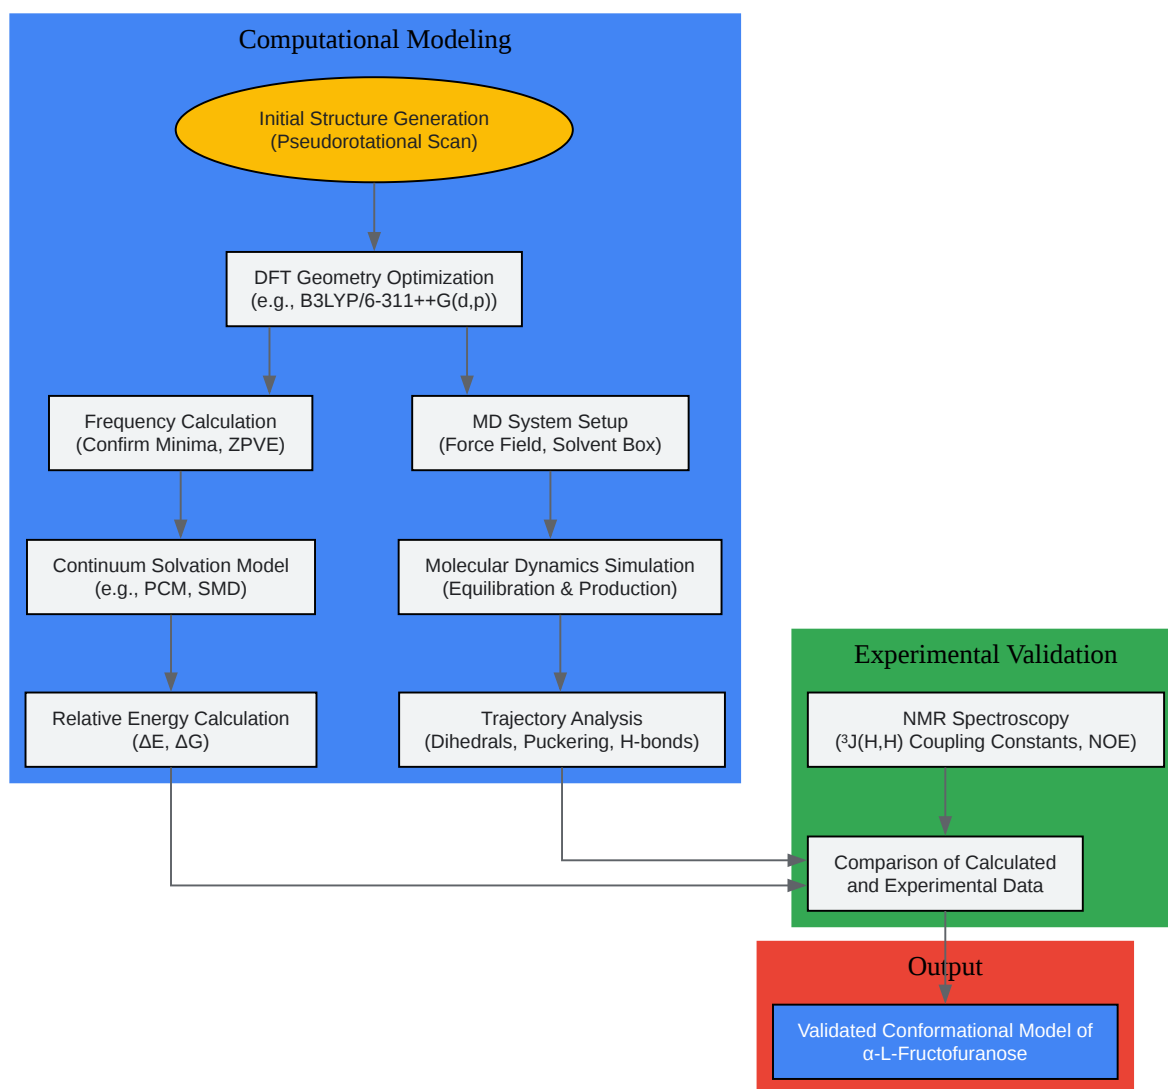 Computational Modeling
Initial Structure Generation
(Pseudorotational Scan)
DFT Geometry Optimization
(e.g., B3LYP/6-311++G(d,p))
Frequency Calculation
(Confirm Minima, ZPVE)
MD System Setup
(Force Field, Solvent Box)
Continuum Solvation Model
(e.g., PCM, SMD)
Molecular Dynamics Simulation
(Equilibration & Production)
Relative Energy Calculation
(ΔE, ΔG)
Trajectory Analysis
(Dihedrals, Puckering, H-bonds)
Experimental Validation
NMR Spectroscopy
(³J(H,H) Coupling Constants, NOE)
Comparison of Calculated
and Experimental Data
Output
Validated Conformational Model of
α-L-Fructofuranose